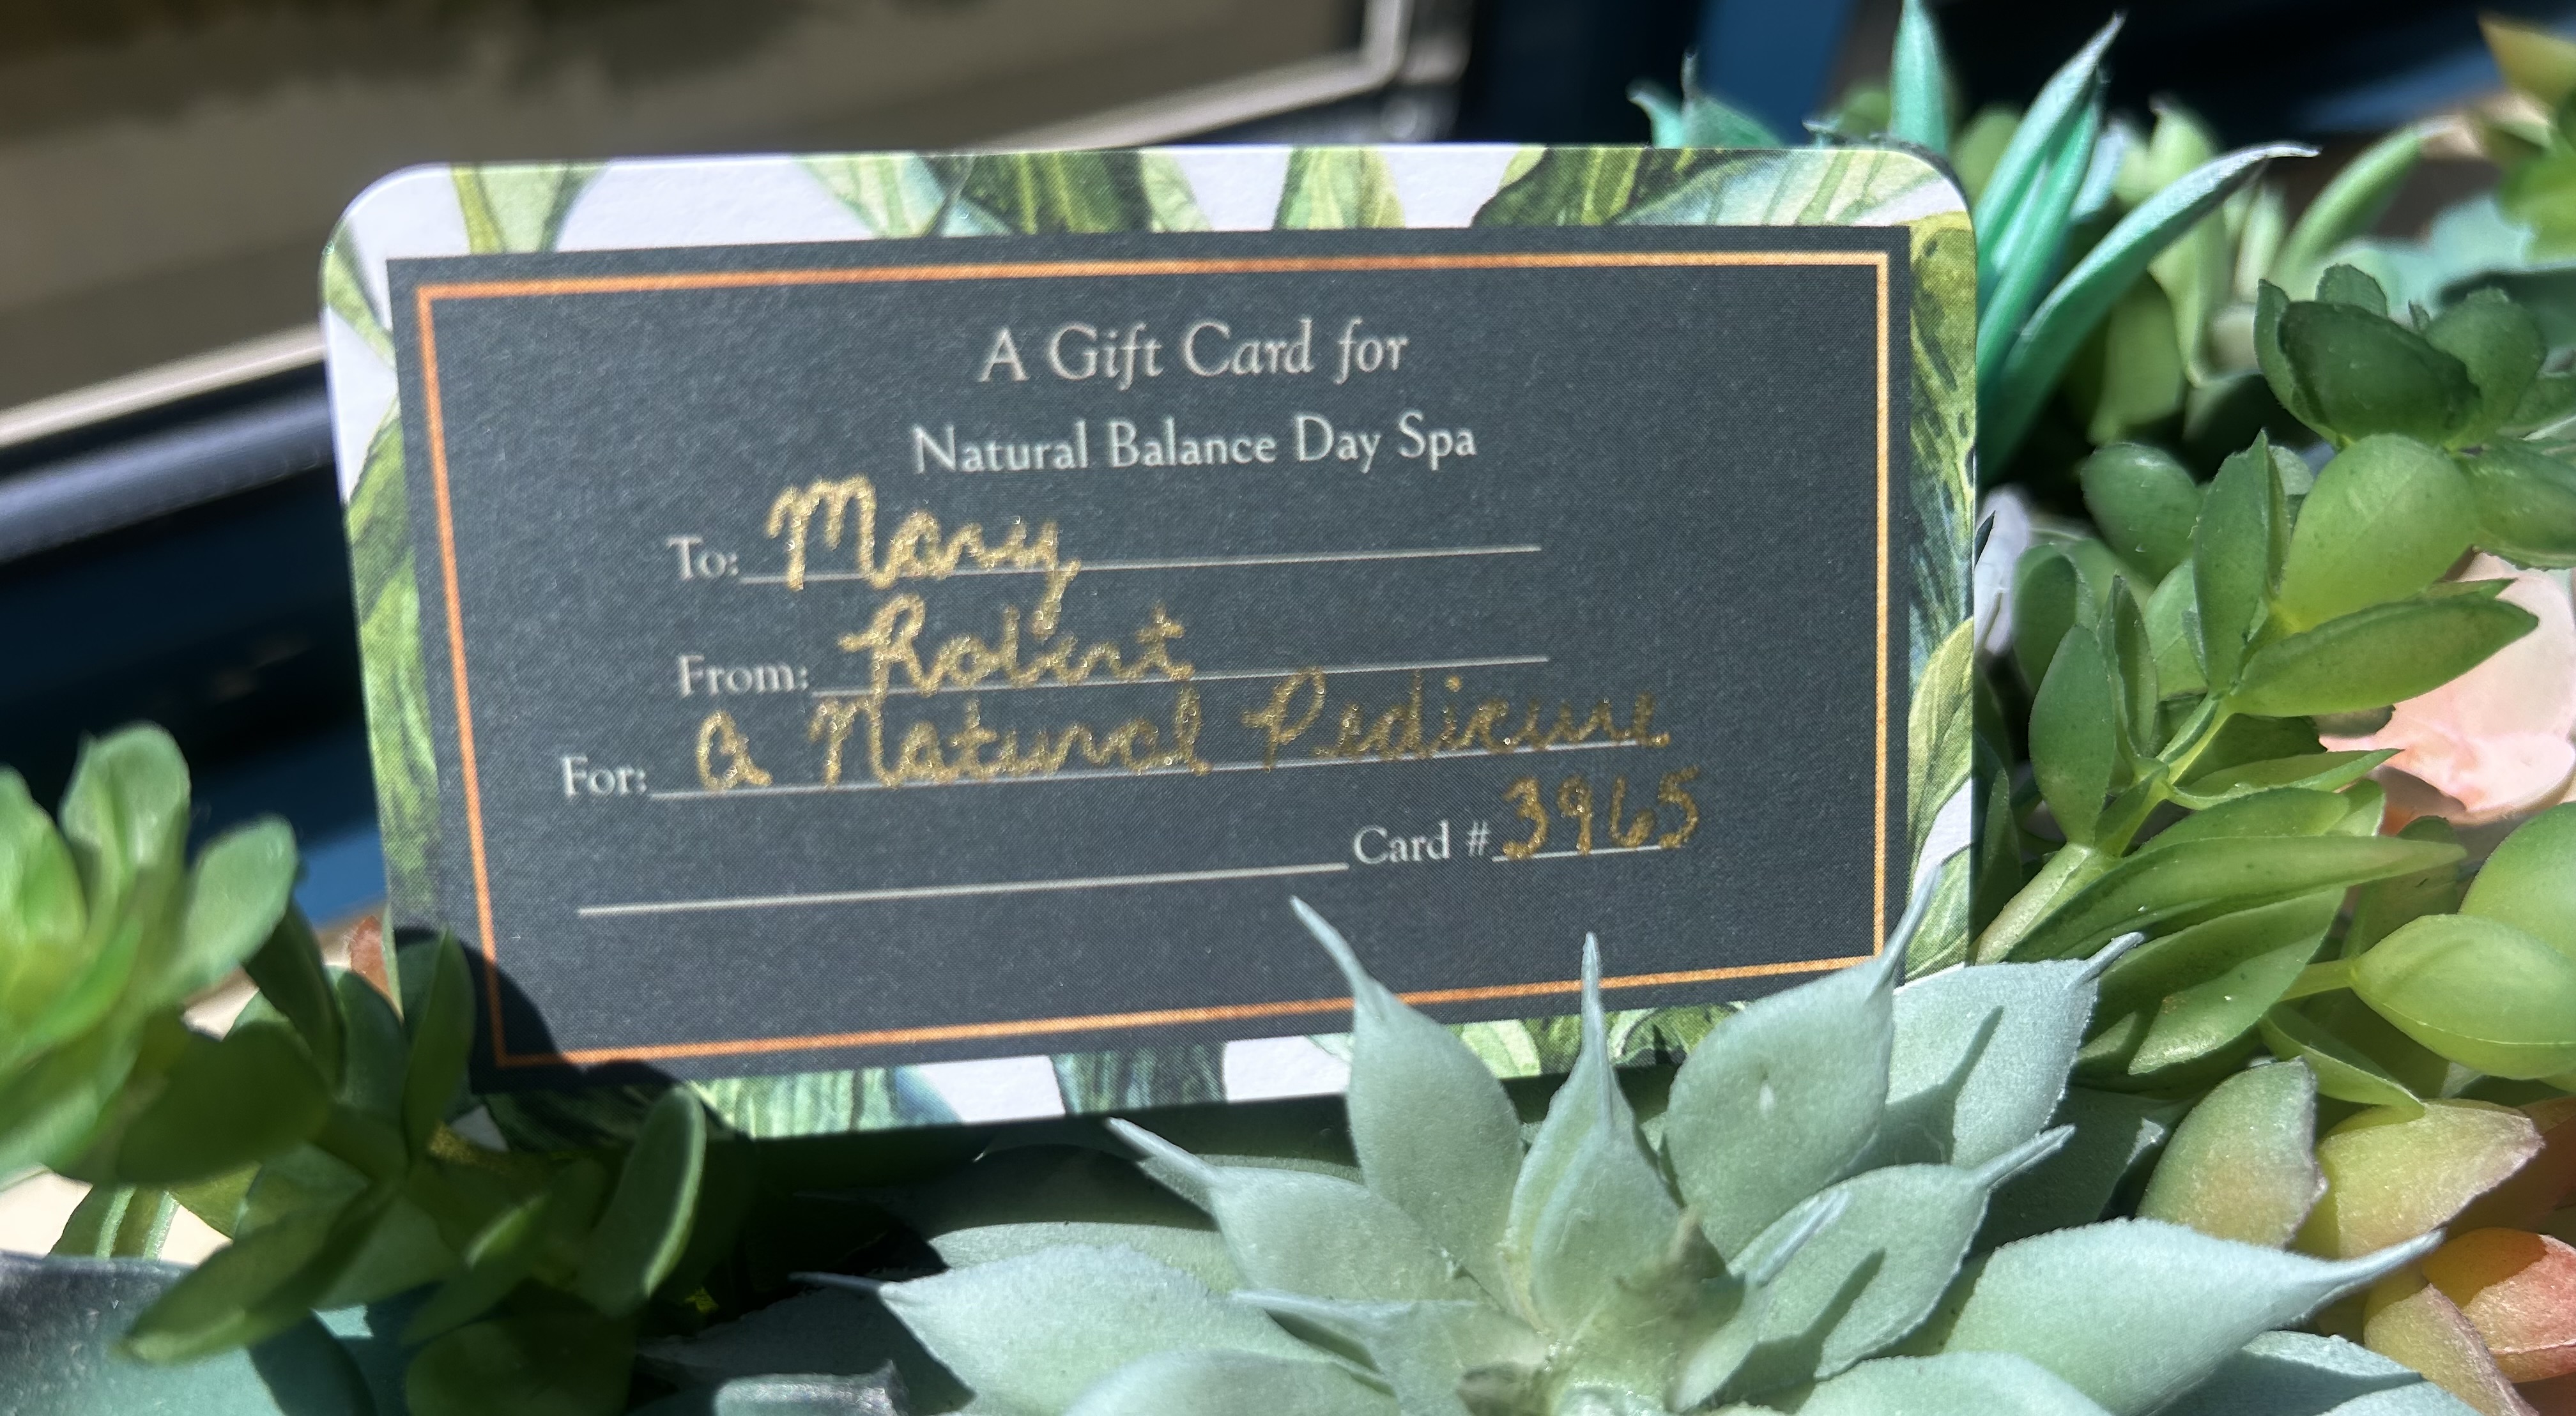 A Gift Card for
Natural Balance Day Spa
To: Mary
From: Robert
For: a Natural Pedicure
Card # 3965